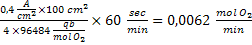 0,4 A/cm² × 100 cm² / 4 × 96484 qb/mol O₂ × 60 sec/min = 0,0062 mol O₂/min